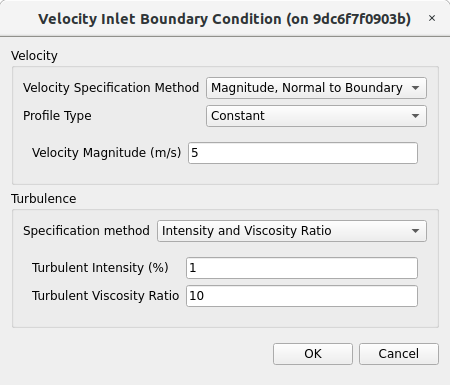 Velocity Inlet Boundary Condition (on 9dc6f7f0903b)
×
Velocity
Velocity Specification Method Magnitude, Normal to Boundary
Profile Type Constant
Velocity Magnitude (m/s) 5
Turbulence
Specification method Intensity and Viscosity Ratio
Turbulent Intensity (%) 1
Turbulent Viscosity Ratio 10
OK Cancel